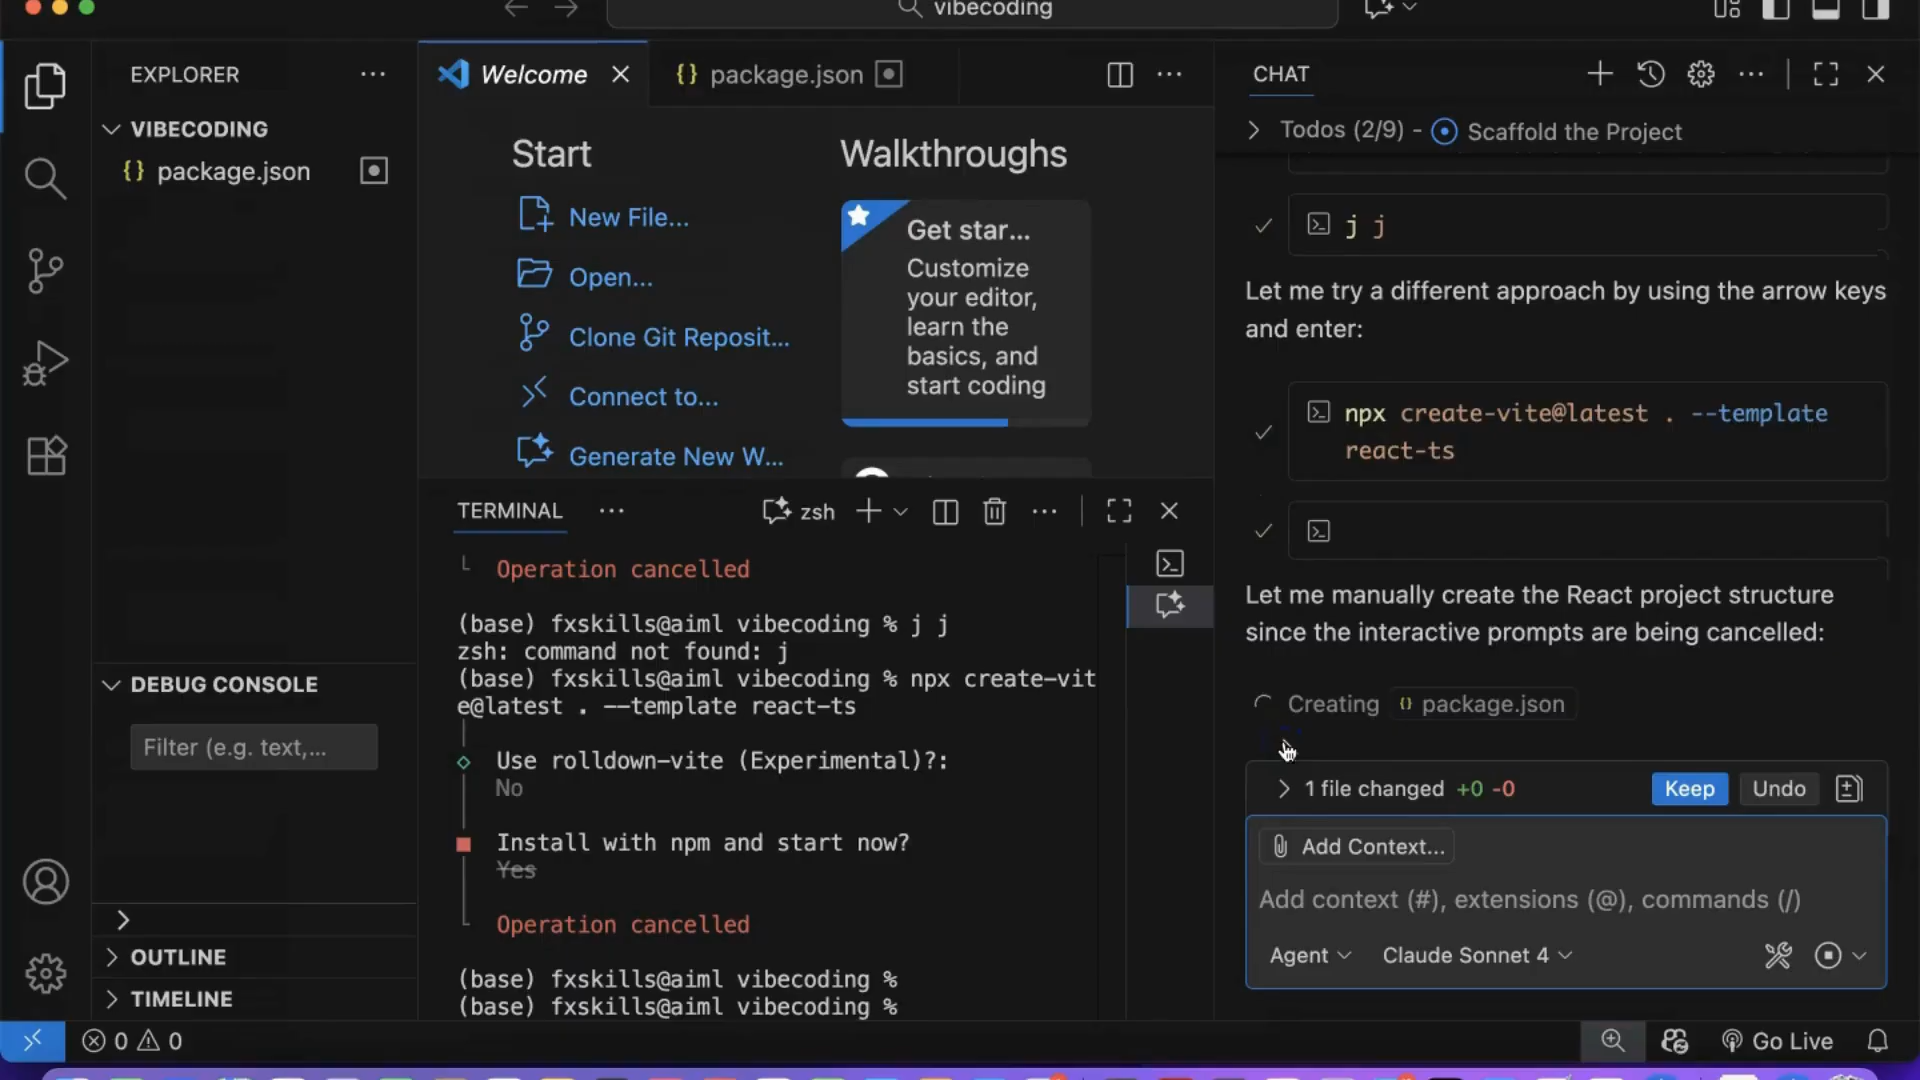 vibecoding
EXPLORER
VIBECODING
{} package.json
DEBUG CONSOLE
Filter (e.g. text,...
OUTLINE
TIMELINE
Welcome
{} package.json
Start
New File...
Open...
Clone Git Reposit...
Connect to...
Generate New W...
Walkthroughs
Get star...
Customize
your editor,
learn the
basics, and
start coding
TERMINAL
zsh
Operation cancelled
(base) fxskills@aiml vibecoding % j j
zsh: command not found: j
(base) fxskills@aiml vibecoding % npx create-vit
e@latest . --template react-ts
Use rolldown-vite (Experimental)?:
No
Install with npm and start now?
Yes
Operation cancelled
(base) fxskills@aiml vibecoding %
(base) fxskills@aiml vibecoding %
CHAT
Todos (2/9) - Scaffold the Project
j j
Let me try a different approach by using the arrow keys
and enter:
npx create-vite@latest . --template
react-ts
Let me manually create the React project structure
since the interactive prompts are being cancelled:
Creating {} package.json
1 file changed +0 -0
Keep
Undo
Add Context...
Add context (#), extensions (@), commands (/)
Agent
Claude Sonnet 4
0
0
Go Live